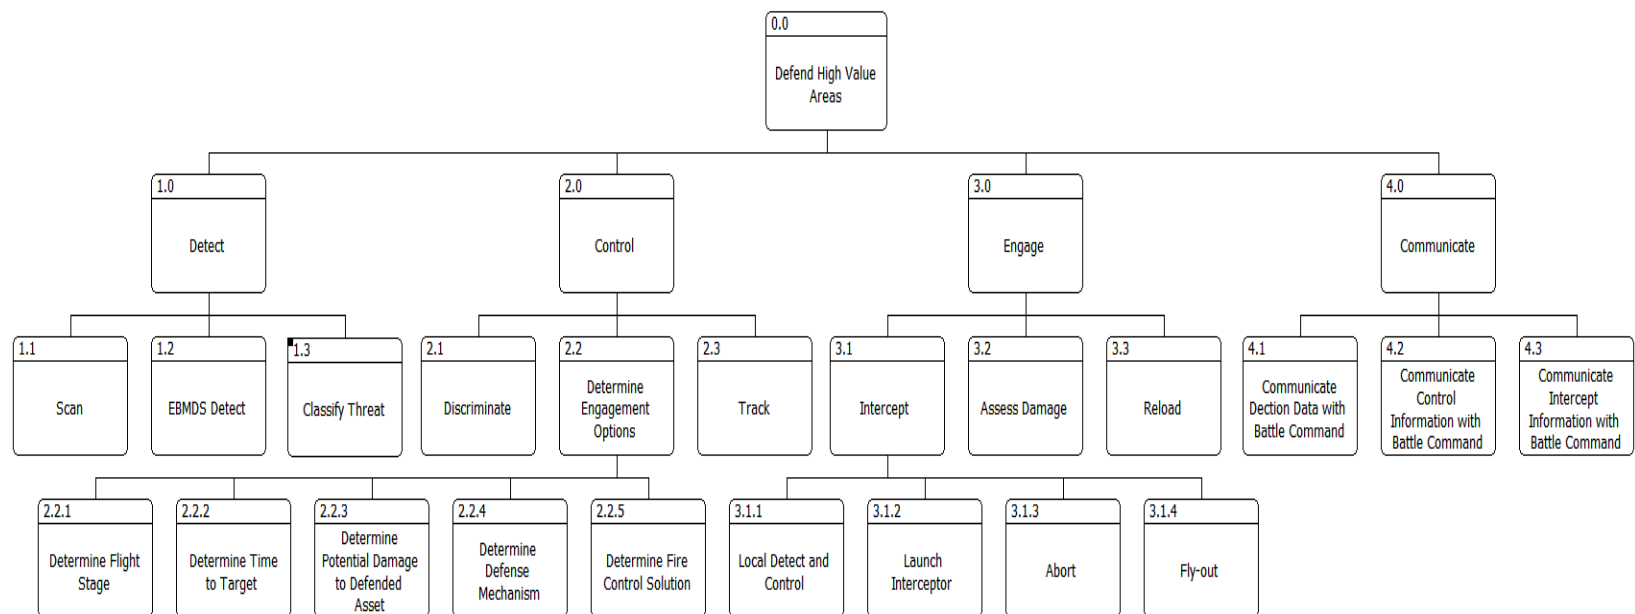 0.0
Defend High Value
Areas
1.0
Detect
2.0
Control
3.0
Engage
4.0
Communicate
1.1
Scan
1.2
EBMDS Detect
1.3
Classify Threat
2.1
Discriminate
2.2
Determine
Engagement
Options
2.3
Track
3.1
Intercept
3.2
Assess Damage
3.3
Reload
4.1
Communicate
Dection Data with
Battle Command
4.2
Communicate
Control
Information with
Battle Command
4.3
Communicate
Intercept
Information with
Battle Command
2.2.1
Determine Flight
Stage
2.2.2
Determine Time
to Target
2.2.3
Determine
Potential Damage
to Defended
Asset
2.2.4
Determine
Defense
Mechanism
2.2.5
Determine Fire
Control Solution
3.1.1
Local Detect and
Control
3.1.2
Launch
Interceptor
3.1.3
Abort
3.1.4
Fly-out